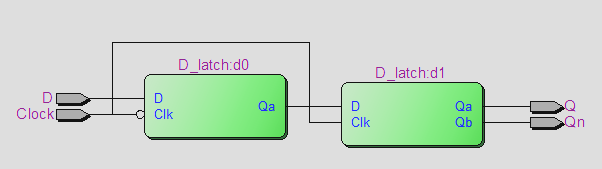 D_latch:d0
D_latch:d1
D
Clock
D
Clk
Qa
D
Clk
Qa
Qb
Q
Qn